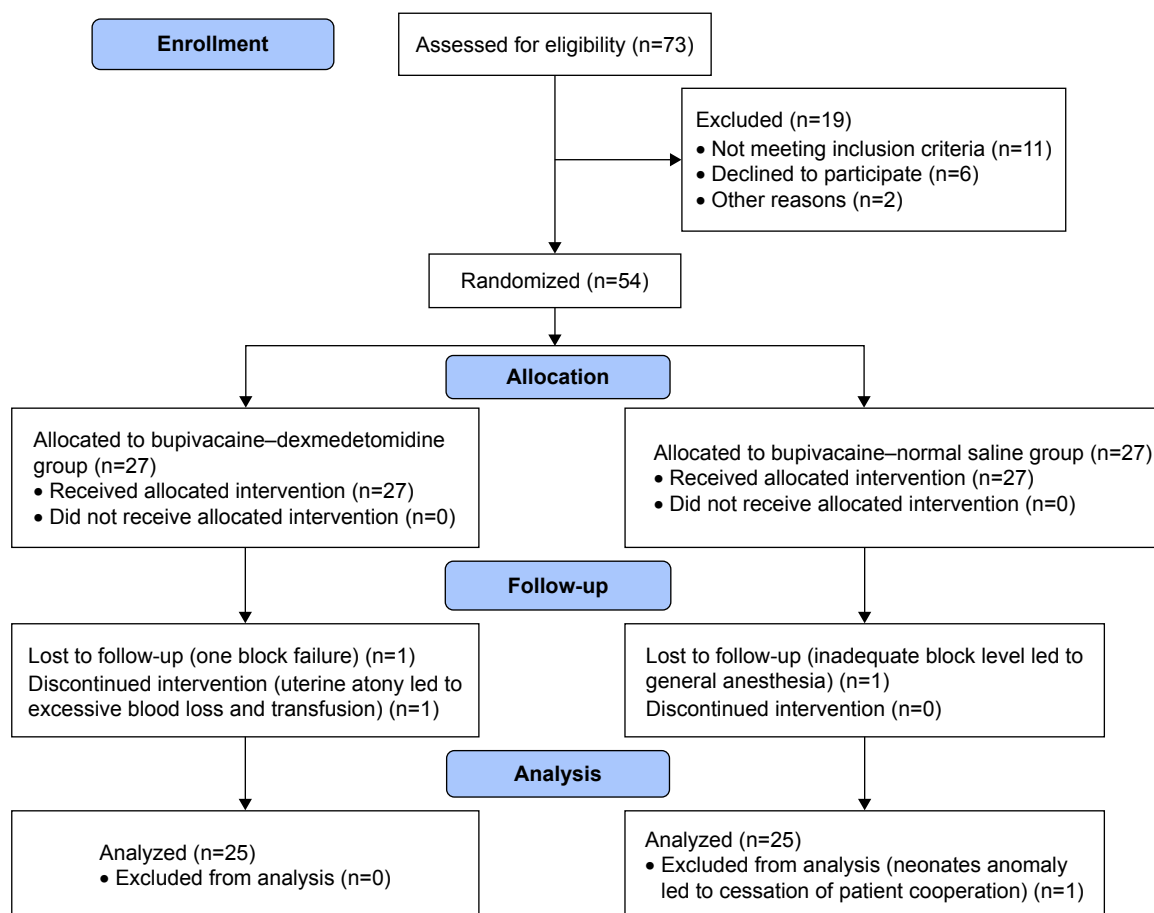 Enrollment
Assessed for eligibility (n=73)
Excluded (n=19)
• Not meeting inclusion criteria (n=11)
• Declined to participate (n=6)
• Other reasons (n=2)
Randomized (n=54)
Allocation
Allocated to bupivacaine–dexmedetomidine
group (n=27)
• Received allocated intervention (n=27)
• Did not receive allocated intervention (n=0)
Allocated to bupivacaine–normal saline group (n=27)
• Received allocated intervention (n=27)
• Did not receive allocated intervention (n=0)
Follow-up
Lost to follow-up (one block failure) (n=1)
Discontinued intervention (uterine atony led to
excessive blood loss and transfusion) (n=1)
Lost to follow-up (inadequate block level led to
general anesthesia) (n=1)
Discontinued intervention (n=0)
Analysis
Analyzed (n=25)
• Excluded from analysis (n=0)
Analyzed (n=25)
• Excluded from analysis (neonates anomaly
led to cessation of patient cooperation) (n=1)